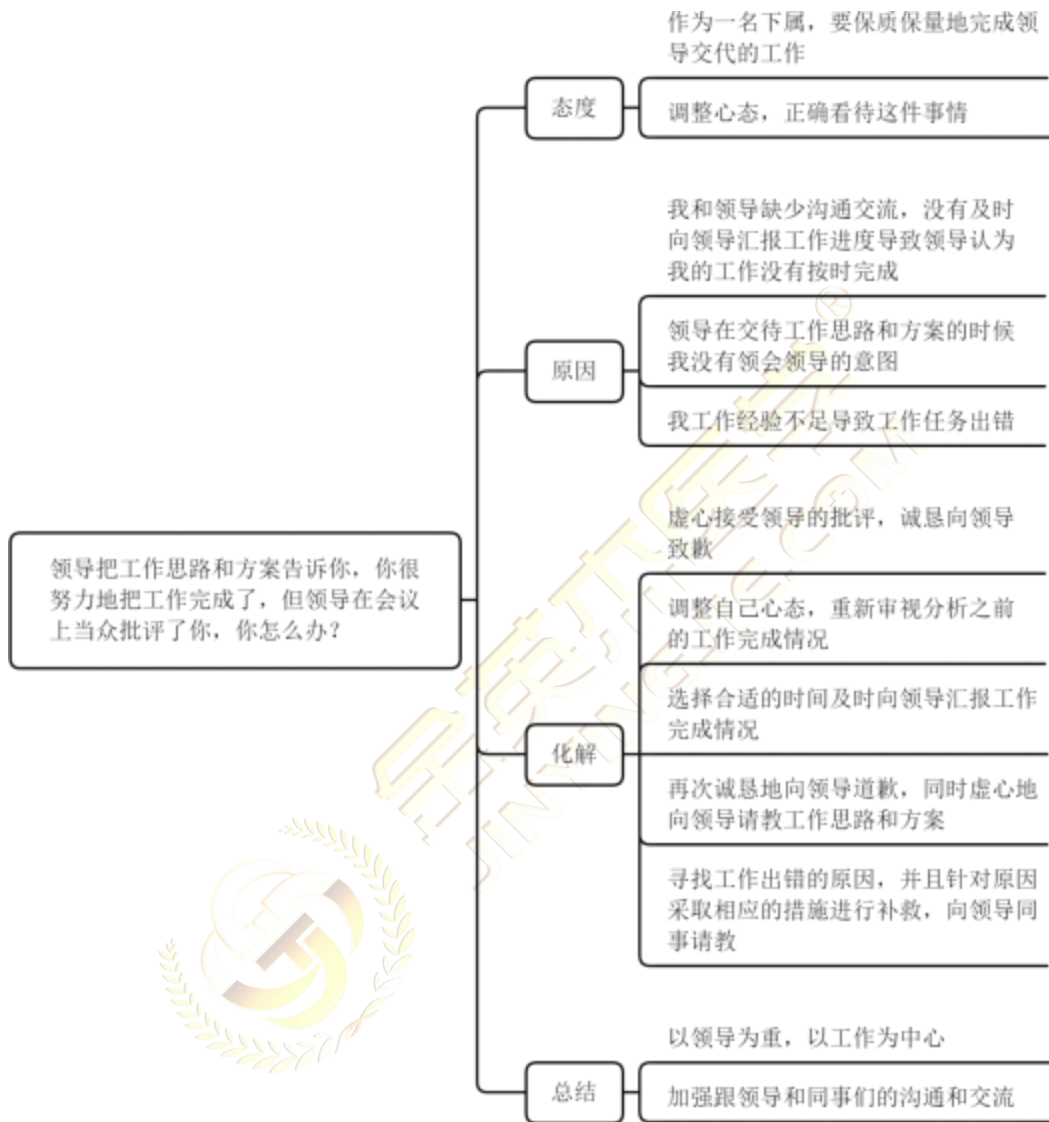 作为一名下属，要保质保量地完成领
导交代的工作
态度
调整心态，正确看待这件事情
我和领导缺少沟通交流，没有及时
向领导汇报工作进度导致领导认为
我的工作没有按时完成
领导在交待工作思路和方案的时候
我没有领会领导的意图
原因
我工作经验不足导致工作任务出错
领导把工作思路和方案告诉你，你很
努力地把工作完成了，但领导在会议
上当众批评了你，你怎么办？
虚心接受领导的批评，诚恳向领导
致歉
调整自己心态，重新审视分析之前
的工作完成情况
选择合适的时间及时向领导汇报工作
完成情况
化解
再次诚恳地向领导道歉，同时虚心地
向领导请教工作思路和方案
寻找工作出错的原因，并且针对原因
采取相应的措施进行补救，向领导同
事请教
以领导为重，以工作为中心
总结
加强跟领导和同事们的沟通和交流
金英杰医学®
JINYINGJIE.COM